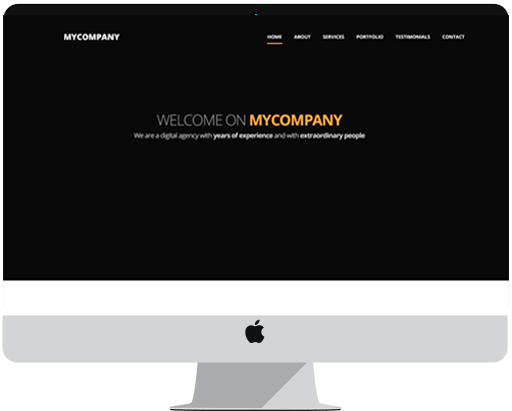 MYCOMPANY
HOME ABOUT SERVICES PORTFOLIO TESTIMONIALS CONTACT
WELCOME ON MYCOMPANY
We are a digital agency with years of experience and with extraordinary people